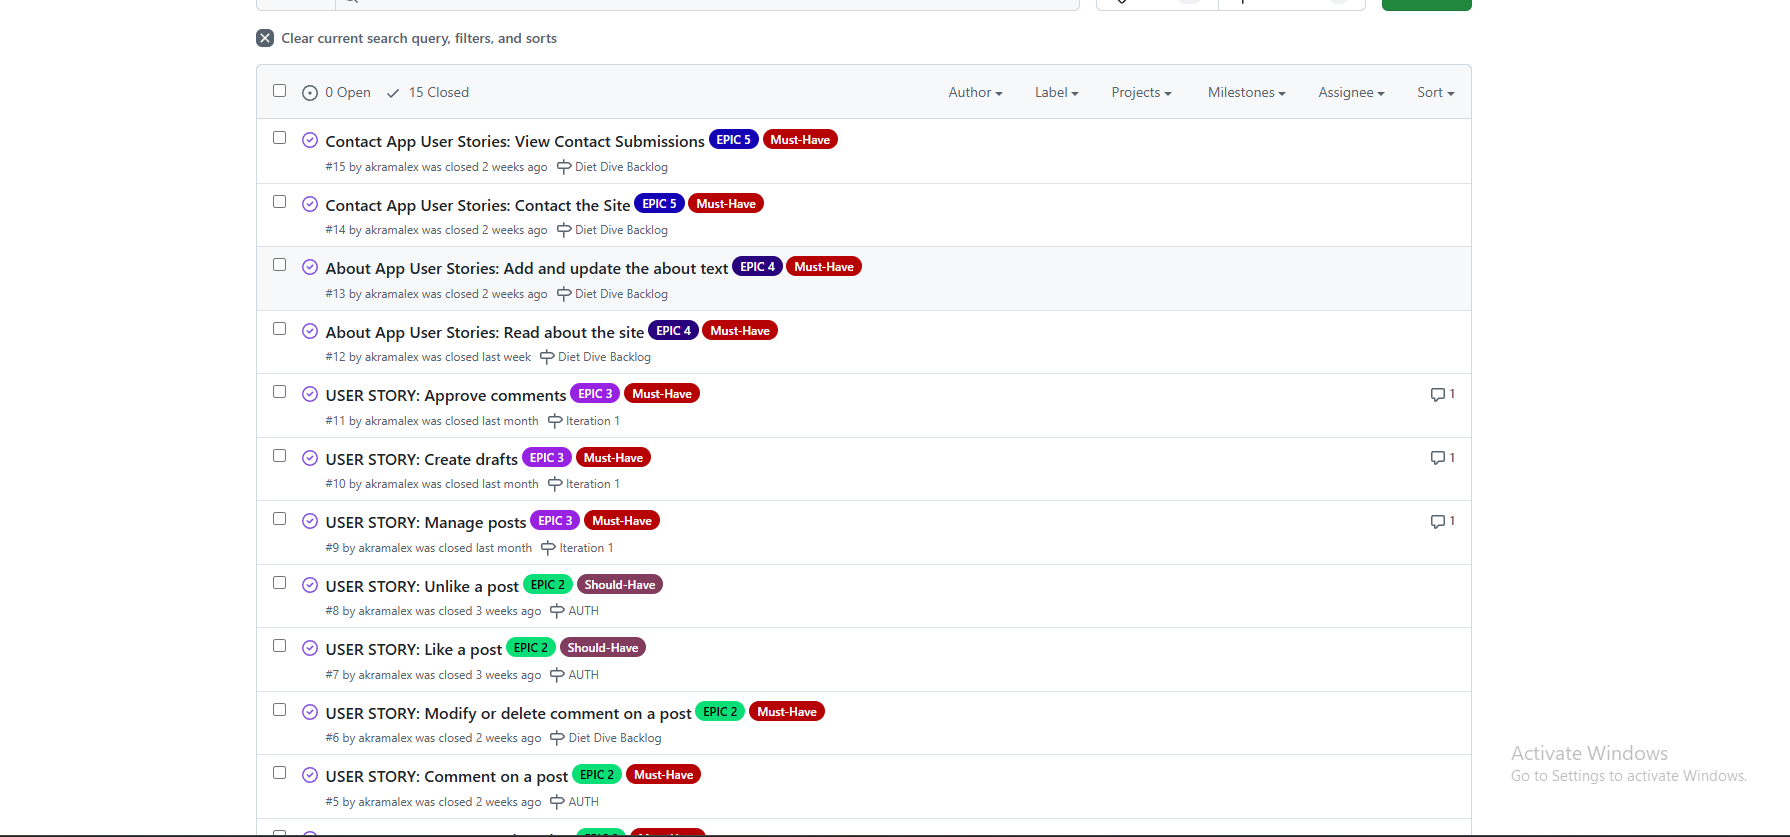 Clear current search query, filters, and sorts
0 Open 15 Closed Author Label Projects Milestones Assignee Sort
Contact App User Stories: View Contact Submissions EPIC 5 Must-Have
#15 by akramalex was closed 2 weeks ago Diet Dive Backlog
Contact App User Stories: Contact the Site EPIC 5 Must-Have
#14 by akramalex was closed 2 weeks ago Diet Dive Backlog
About App User Stories: Add and update the about text EPIC 4 Must-Have
#13 by akramalex was closed 2 weeks ago Diet Dive Backlog
About App User Stories: Read about the site EPIC 4 Must-Have
#12 by akramalex was closed last week Diet Dive Backlog
USER STORY: Approve comments EPIC 3 Must-Have 1
#11 by akramalex was closed last month Iteration 1
USER STORY: Create drafts EPIC 3 Must-Have 1
#10 by akramalex was closed last month Iteration 1
USER STORY: Manage posts EPIC 3 Must-Have 1
#9 by akramalex was closed last month Iteration 1
USER STORY: Unlike a post EPIC 2 Should-Have
#8 by akramalex was closed 3 weeks ago AUTH
USER STORY: Like a post EPIC 2 Should-Have
#7 by akramalex was closed 3 weeks ago AUTH
USER STORY: Modify or delete comment on a post EPIC 2 Must-Have
#6 by akramalex was closed 2 weeks ago Diet Dive Backlog
USER STORY: Comment on a post EPIC 2 Must-Have
#5 by akramalex was closed 2 weeks ago AUTH
Activate Windows
Go to Settings to activate Windows.